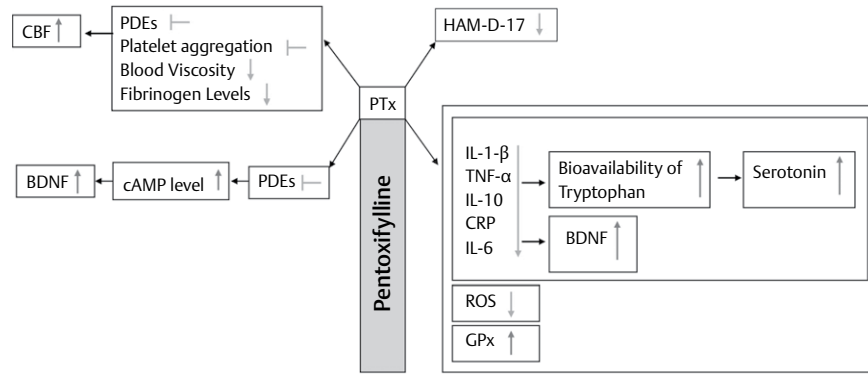 CBF
PDEs
Platelet aggregation
Blood Viscosity
Fibrinogen Levels
HAM-D-17
PTx
Pentoxifylline
BDNF
cAMP level
PDEs
IL-1-β
TNF-α
IL-10
CRP
IL-6
Bioavailability of
Tryptophan
Serotonin
BDNF
ROS
GPx